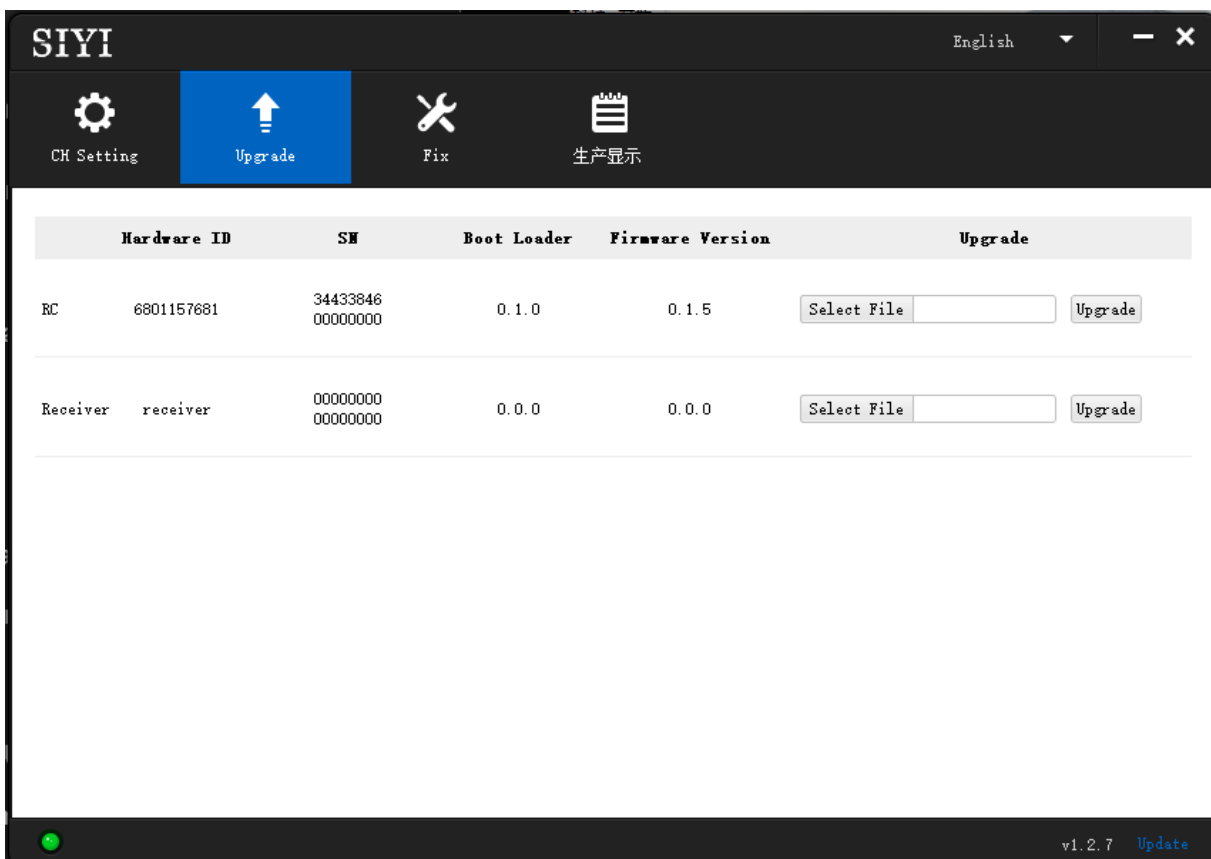 SIYI
English
CH Setting
Upgrade
Fix
生产显示
Hardware ID SN Boot Loader Firmware Version Upgrade
RC 6801157681 34433846 0.1.0 0.1.5 Select File Upgrade
00000000
Receiver receiver 00000000 0.0.0 0.0.0 Select File Upgrade
00000000
v1.2.7 Update